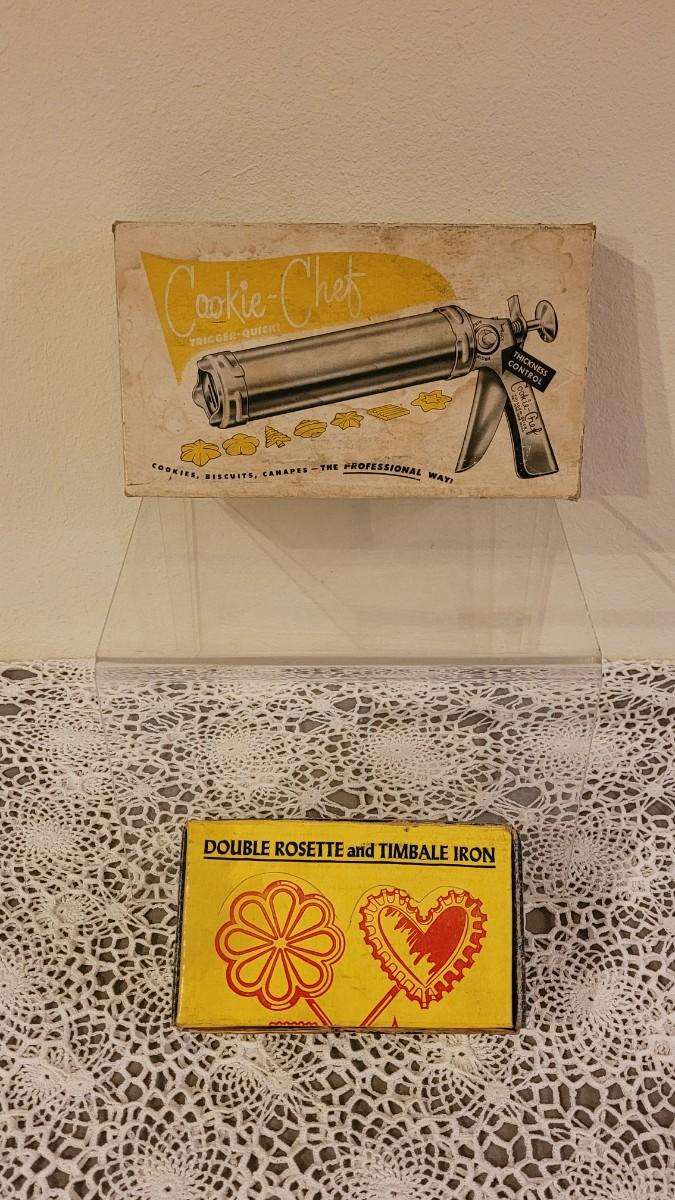 Cookie-Chef
TRIGGER-QUICK!
THICKNESS
CONTROL
Cookie-Chef
COOKIES, BISCUITS, CANAPES - THE PROFESSIONAL WAY!
DOUBLE ROSETTE and TIMBALE IRON